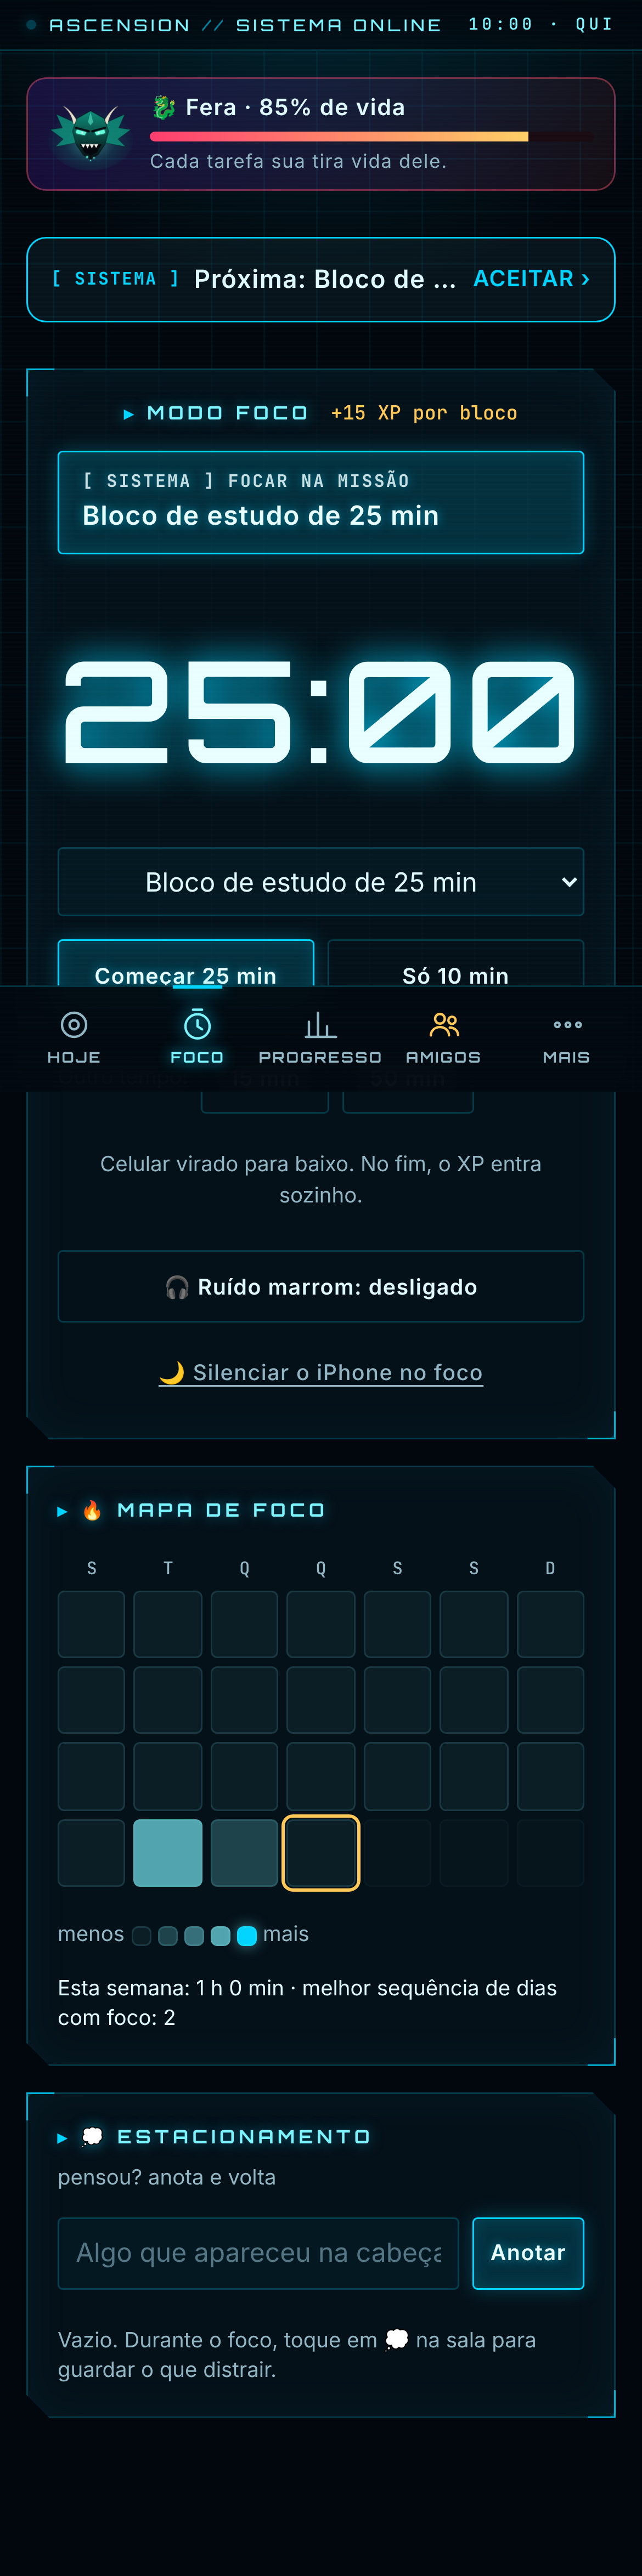 ASCENSION // SISTEMA ONLINE 10:00 · QUI
🐉 Fera · 85% de vida
Cada tarefa sua tira vida dele.
[ SISTEMA ] Próxima: Bloco de ... ACEITAR ›
▶ MODO FOCO +15 XP por bloco
[ SISTEMA ] FOCAR NA MISSÃO
Bloco de estudo de 25 min
25:00
Bloco de estudo de 25 min
Começar 25 min Só 10 min
HOJE FOCO PROGRESSO AMIGOS MAIS
15 min 50 min
Celular virado para baixo. No fim, o XP entra
sozinho.
🎧 Ruído marrom: desligado
🌙 Silenciar o iPhone no foco
▶ 🔥 MAPA DE FOCO
S T Q Q S S D
menos mais
Esta semana: 1 h 0 min · melhor sequência de dias
com foco: 2
▶ 💭 ESTACIONAMENTO
pensou? anota e volta
Algo que apareceu na cabeça Anotar
Vazio. Durante o foco, toque em 💭 na sala para
guardar o que distrair.